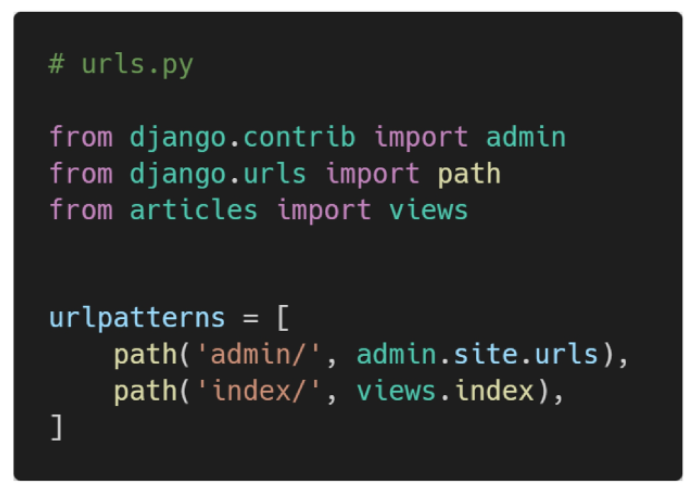 # urls.py
from django.contrib import admin
from django.urls import path
from articles import views
urlpatterns = [
    path('admin/', admin.site.urls),
    path('index/', views.index),
]